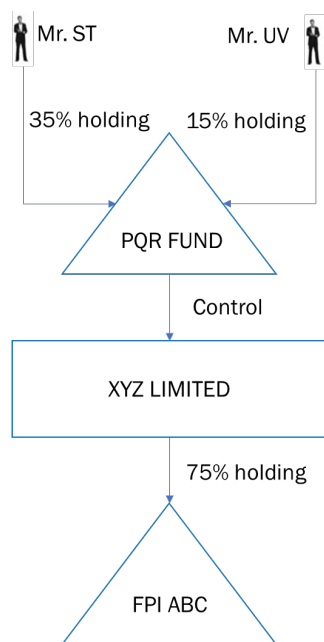 Mr. ST
Mr. UV
35% holding
15% holding
PQR FUND
Control
XYZ LIMITED
75% holding
FPI ABC